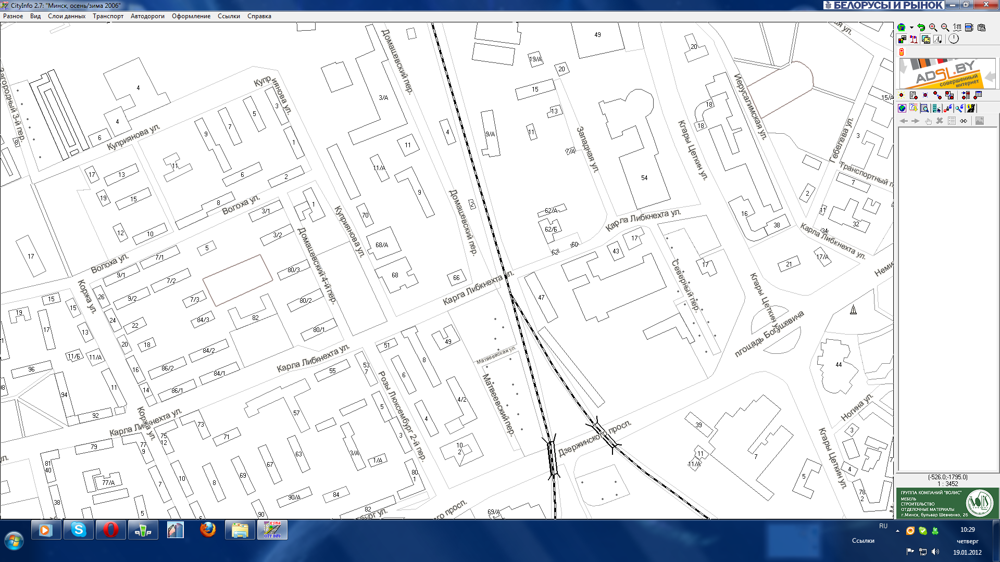 CityInfo 2.7: "Минск, осень/зима 2006"
БЕЛОРУСЫ И РЫНОК
Разное Вид Слои данных Транспорт Автодороги Оформление Ссылки Справка
Загородный 3-й пер.
Домашевский пер.
Куприянова ул.
Куприянова ул.
Куприянова ул.
Иерусалимская ул.
Клары Цеткин ул.
Западная ул.
Гебелева ул.
Транспортный п
Домашевский пер.
Волоха ул.
Волоха ул.
Домашевский 4-й пер.
Карла Либкнехта ул.
Карла Либкнехта ул.
Карла Либкнехта ул.
Карла Либкнехта ул.
Карла Либкнехта ул.
Северный пер.
Клары Цеткин у
площадь Богушевича
Неми
Коржа ул.
Коржа ул.
Матвеевская ул.
Матвеевский пер.
Розы Люксембург 2-й пер.
Дзержинского просп.
ого просп.
бург ул.
Ногина ул.
Клары Цеткин ул.
49
20
19/А
20
15
13
11
7/А
9/А
4
3/А
11
11/А
9
2
70
68/А
68
66
4
4
6
8
9
7
5
3
1
11
6
2
17
13
19
15
8
12
10
3/1
3/2
1
5
17
7/1
9/1
7/2
9/2
7/3
84/3
80/3
80/2
80/1
82
26
24
22
20
18
16
14
15
15
19
17
13
11/Б
11/А
96
94
11
92
84/2
86/2
84/1
86/1
62/А
62/Б
62
60
54
18
18
16
38
2
7
11
32
34
17/А
21
3
15/А
43
17
17
47
51
49
8
6
53
7
55
57
5
4
4/2
3
3/А
1/А
10
2
80
1
73
71
75
12
77
9
79
81
40
77/А
38
67
63
69
10
8
7
5
90/А
84
82
90
69/А
44
39
11
11/А
7
5
3
4
78
2
ADSL.BY
совершенный
интернет
(-526.0;-1795.0)
1 : 3452
ГРУППА КОМПАНИЙ "ВОЛИС"
МЕБЕЛЬ
СТРОИТЕЛЬСТВО
ОТДЕЛОЧНЫЕ МАТЕРИАЛЫ
г.Минск, бульвар Шевченко, 26
VOLIS
ESMA
CITY INFO
RU
Ссылки
10:29
четверг
19.01.2012